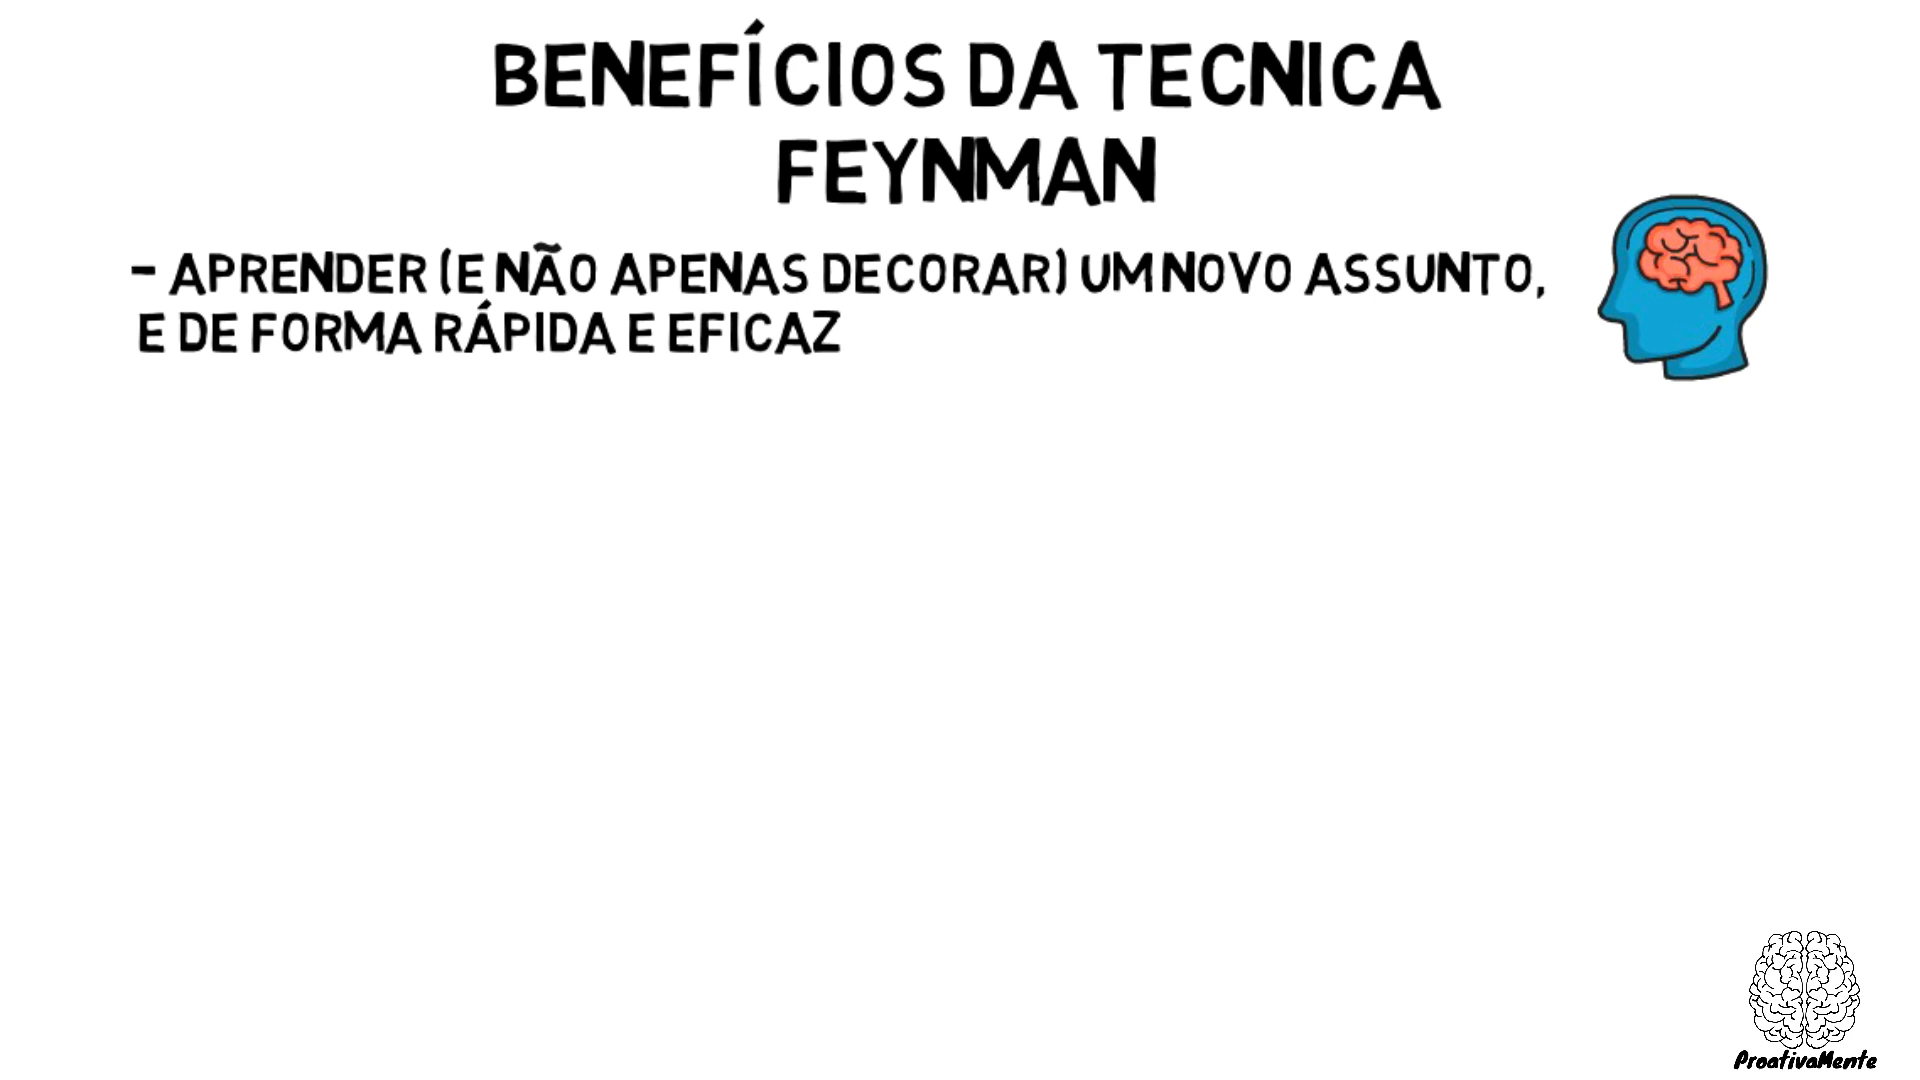 BENEFÍCIOS DA TECNICA
FEYNMAN
- APRENDER (E NÃO APENAS DECORAR) UM NOVO ASSUNTO,
E DE FORMA RÁPIDA E EFICAZ
ProativaMente